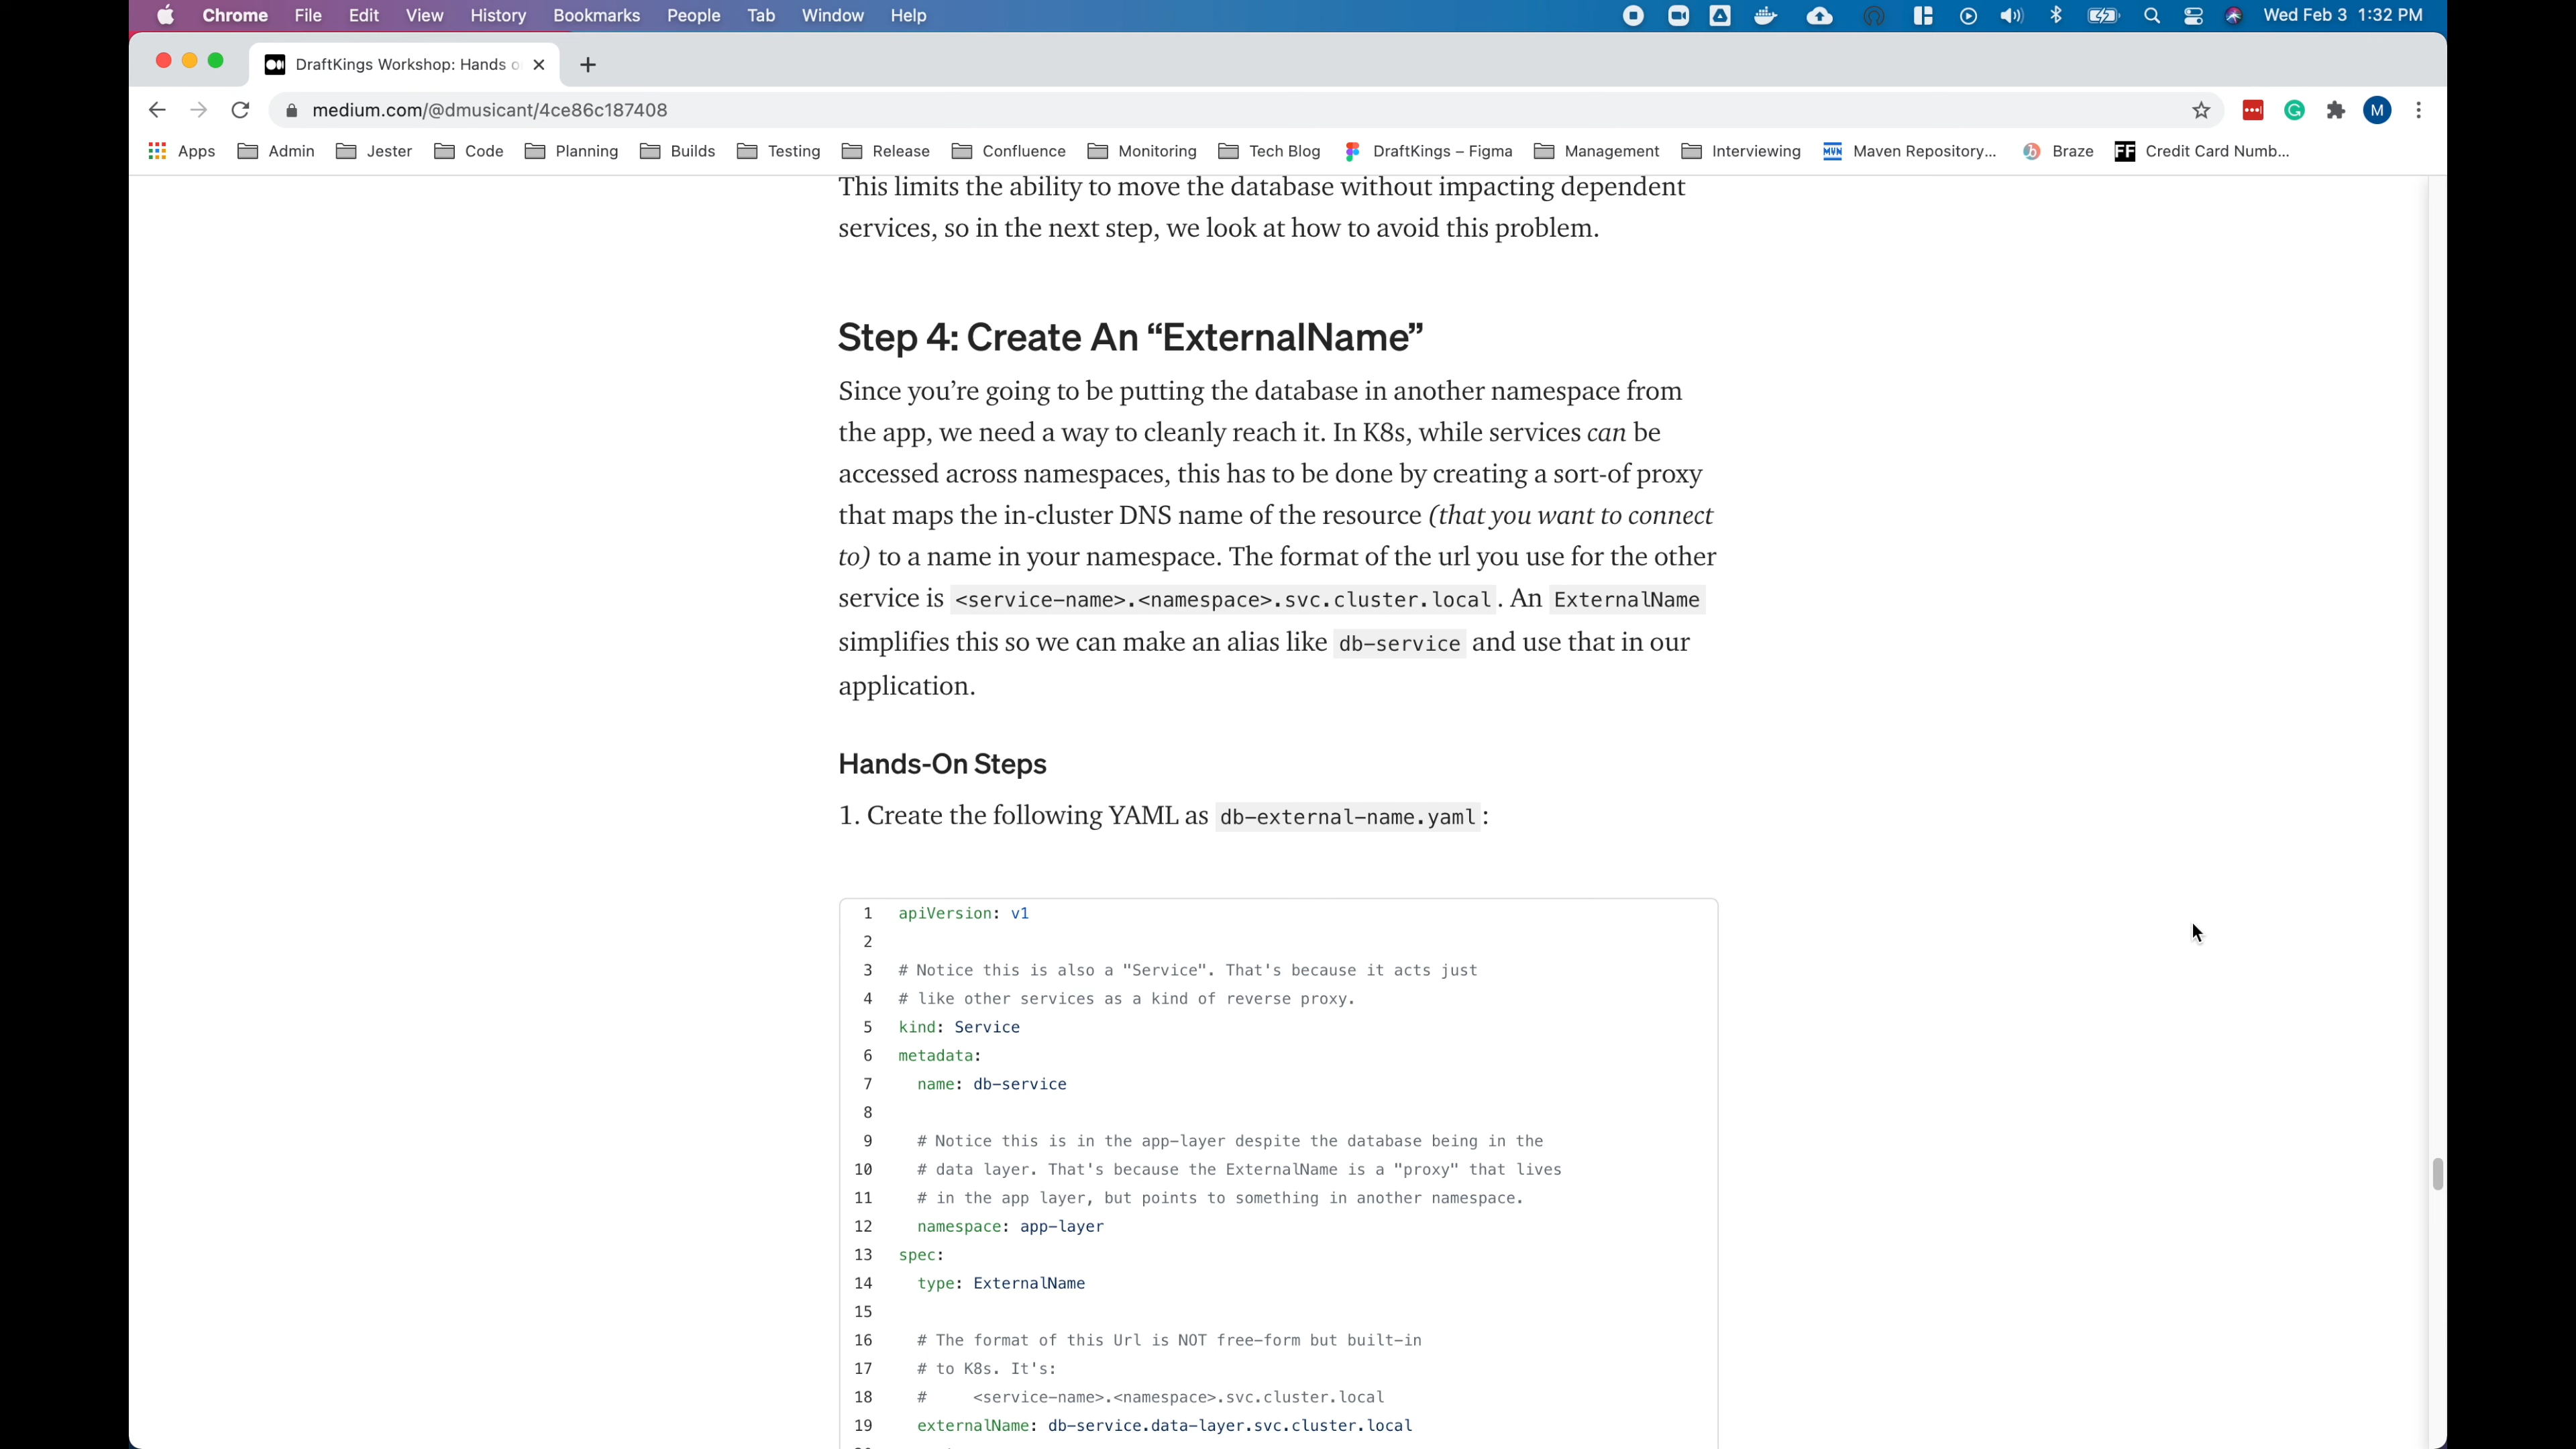 Chrome File Edit View History Bookmarks People Tab Window Help Wed Feb 3 1:32 PM
DraftKings Workshop: Hands o
medium.com/@dmusicant/4ce86c187408
M
Apps Admin Jester Code Planning Builds Testing Release Confluence Monitoring Tech Blog DraftKings – Figma Management Interviewing MVN Maven Repository... Braze FF Credit Card Numb...
This limits the ability to move the database without impacting dependent
services, so in the next step, we look at how to avoid this problem.
Step 4: Create An “ExternalName”
Since you’re going to be putting the database in another namespace from
the app, we need a way to cleanly reach it. In K8s, while services can be
accessed across namespaces, this has to be done by creating a sort-of proxy
that maps the in-cluster DNS name of the resource (that you want to connect
to) to a name in your namespace. The format of the url you use for the other
service is <service-name>.<namespace>.svc.cluster.local. An ExternalName
simplifies this so we can make an alias like db-service and use that in our
application.
Hands-On Steps
1. Create the following YAML as db-external-name.yaml:
1 apiVersion: v1
2
3 # Notice this is also a "Service". That's because it acts just
4 # like other services as a kind of reverse proxy.
5 kind: Service
6 metadata:
7 name: db-service
8
9 # Notice this is in the app-layer despite the database being in the
10 # data layer. That's because the ExternalName is a "proxy" that lives
11 # in the app layer, but points to something in another namespace.
12 namespace: app-layer
13 spec:
14 type: ExternalName
15
16 # The format of this Url is NOT free-form but built-in
17 # to K8s. It's:
18 # <service-name>.<namespace>.svc.cluster.local
19 externalName: db-service.data-layer.svc.cluster.local